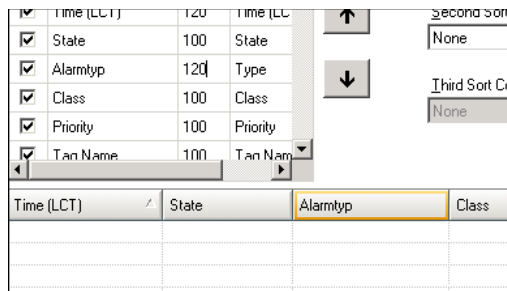 Time (LCT) 120 Time (LC
Second Sort
State 100 State
None
Alarmtyp 120 Type
Third Sort Co
Class 100 Class
None
Priority 100 Priority
Tag Name 100 Tag Nam
Time (LCT) State Alarmtyp Class